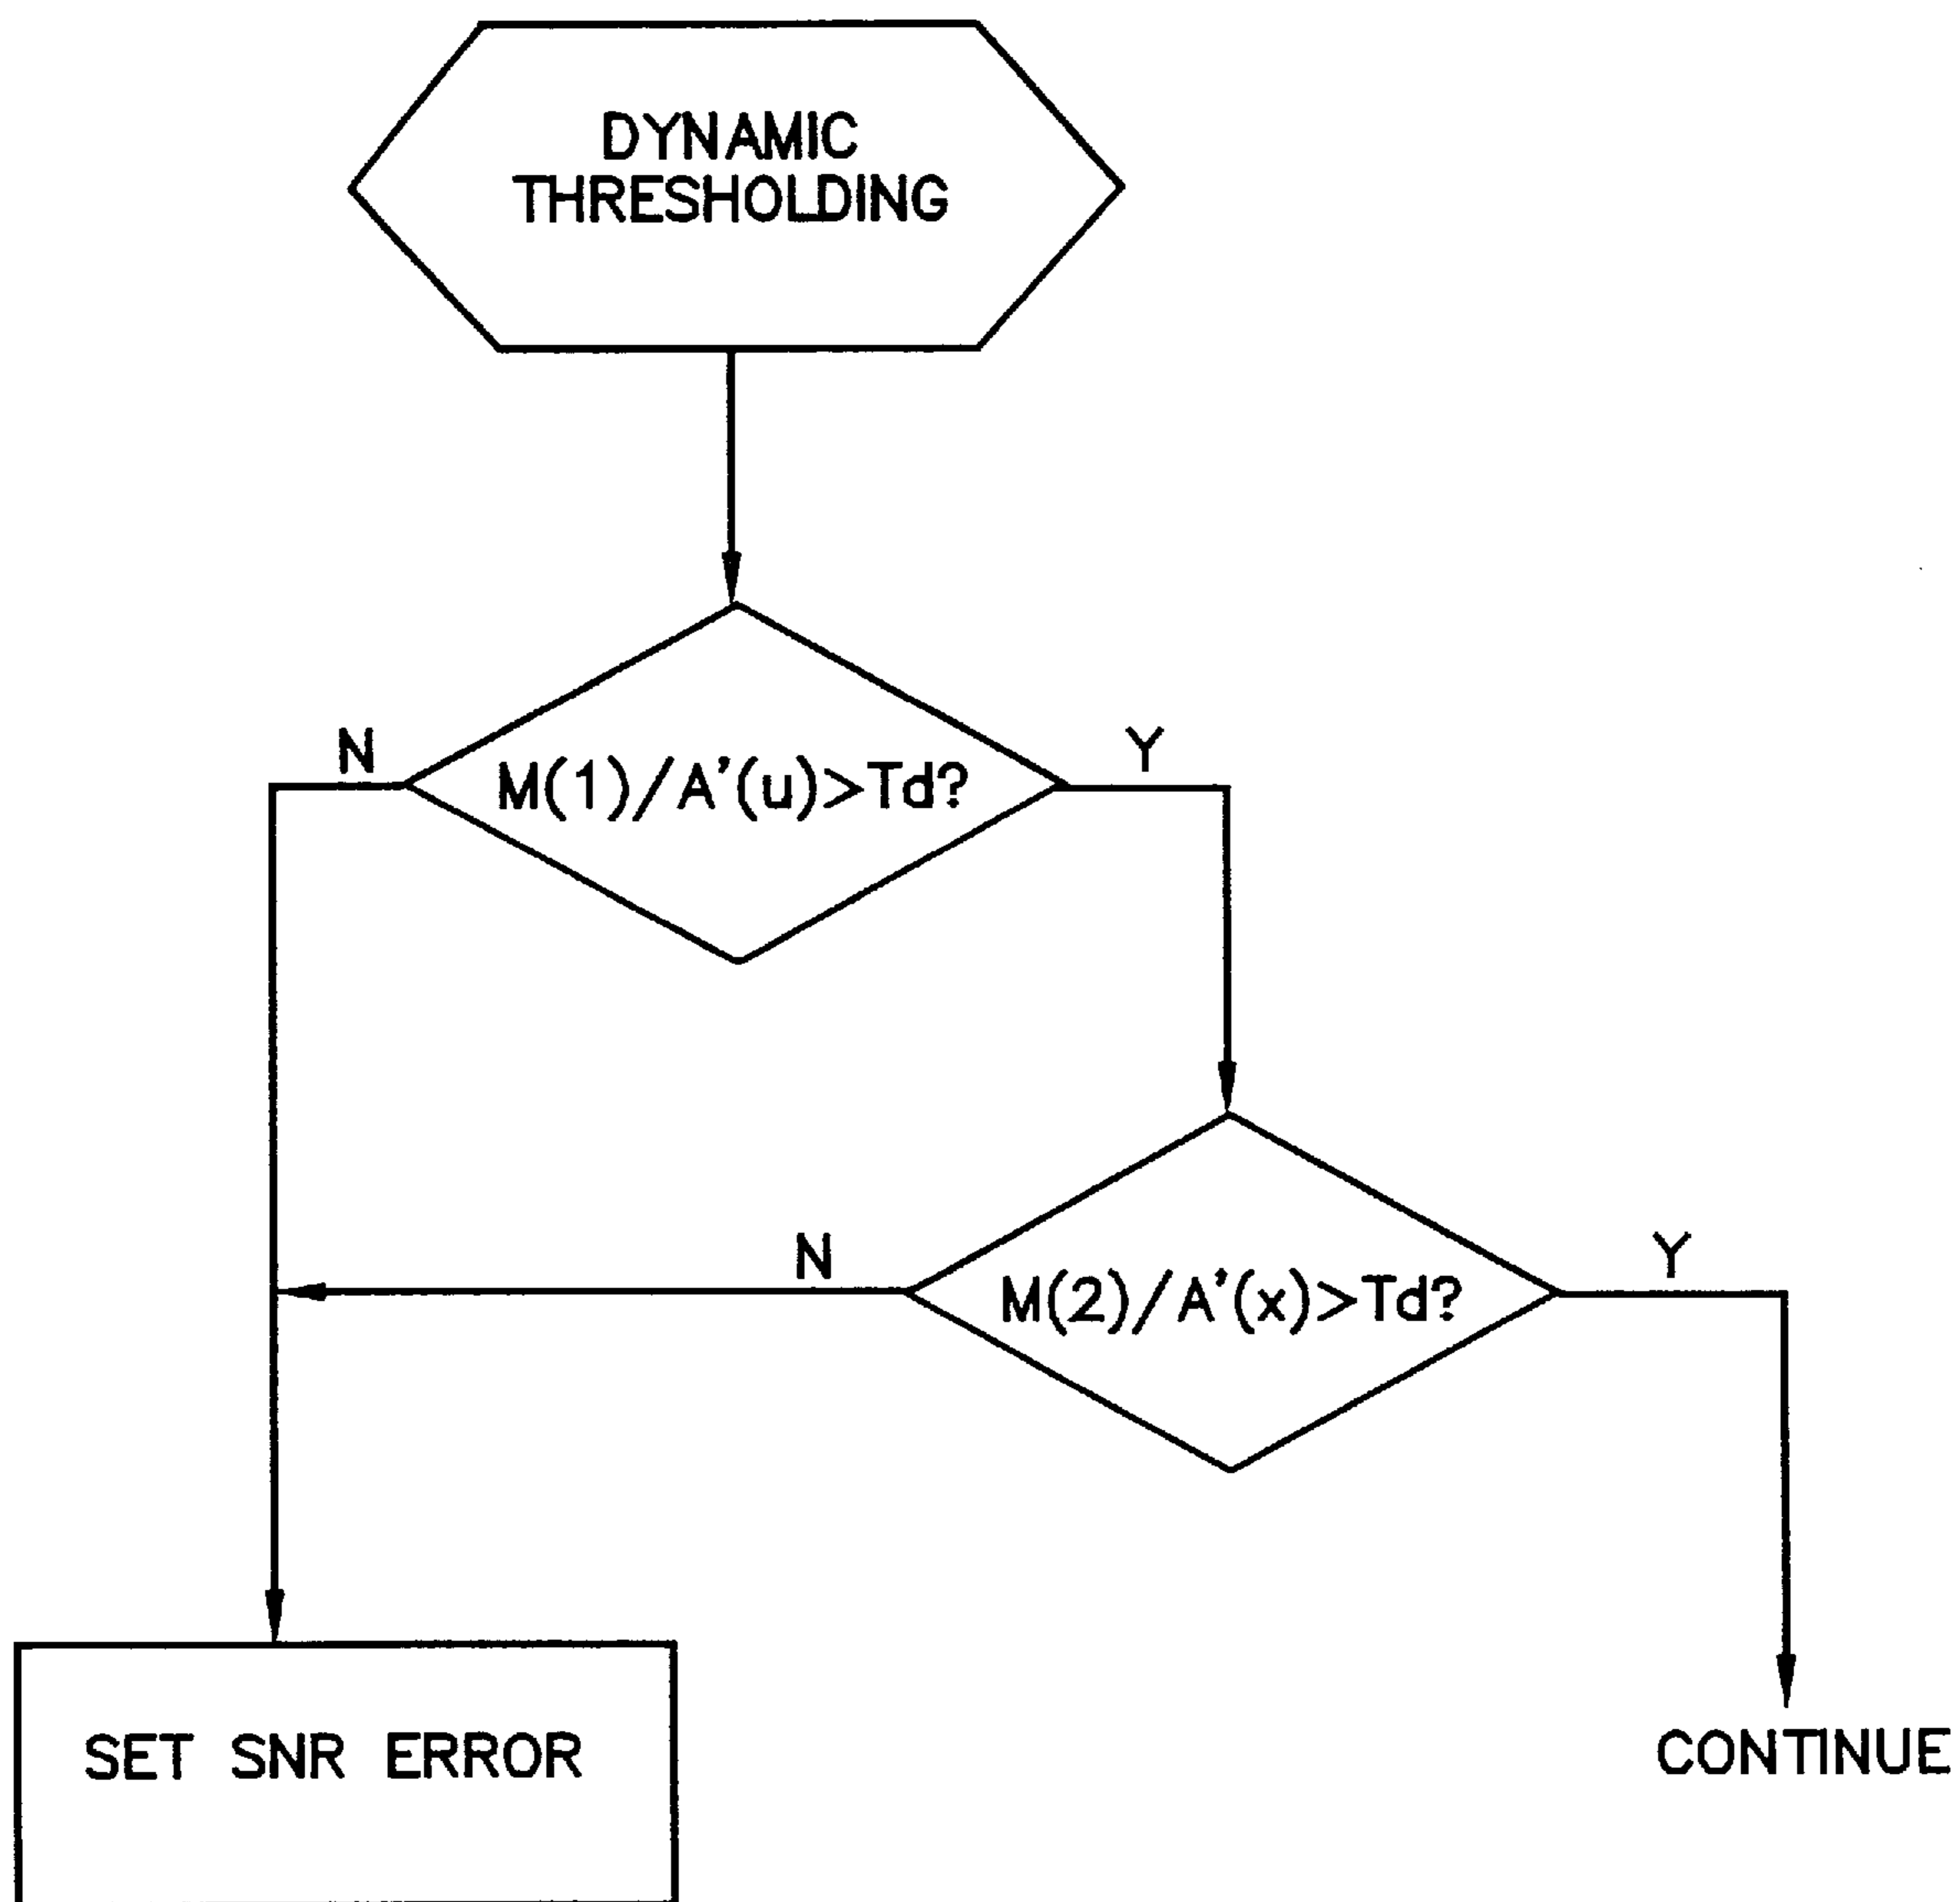 DYNAMIC
THRESHOLDING
N
M(1)/A'(u)>Td?
Y
N
M(2)/A'(x)>Td?
Y
SET SNR ERROR
CONTINUE